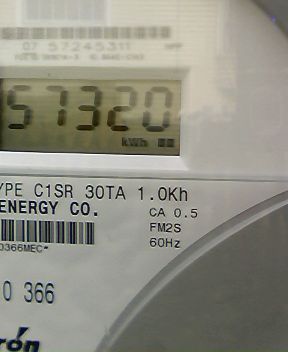 07 57245311
57320
kWh
YPE C1SR 30TA 1.0Kh
ENERGY CO.
CA 0.5
FM2S
60Hz
0366MEC*
0 366
rón